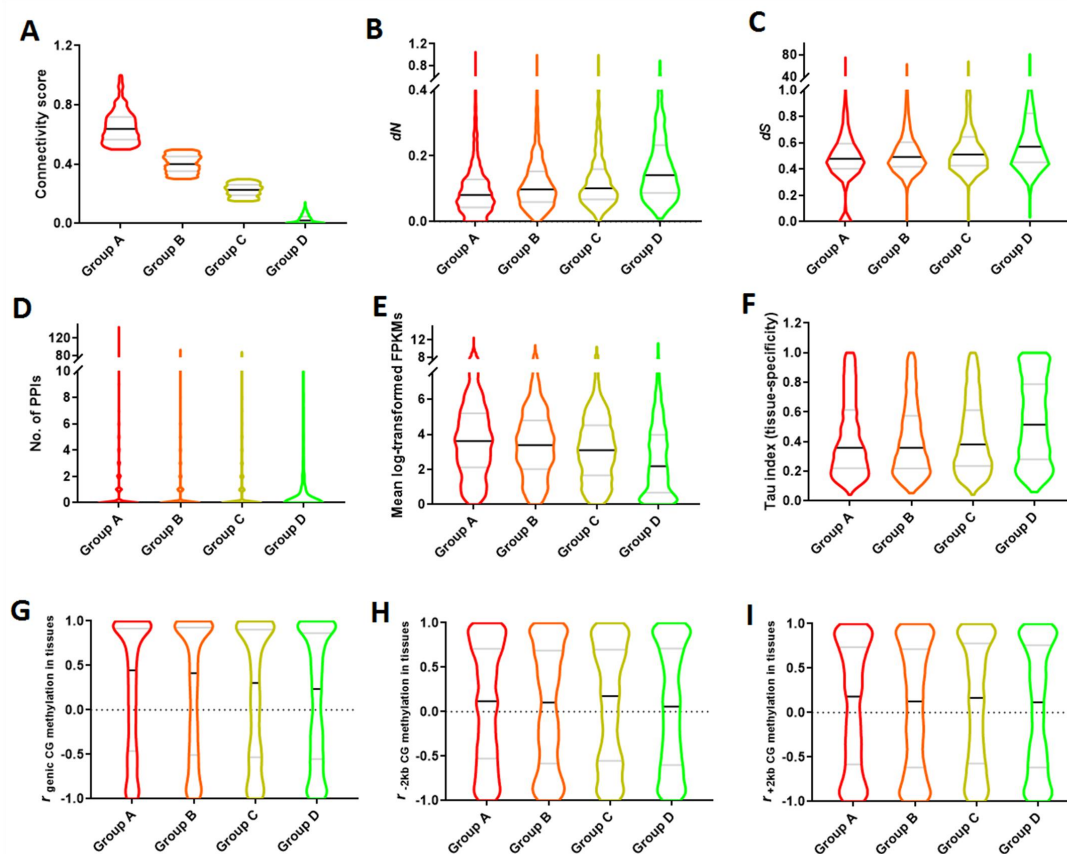 A
Connectivity score
1.2
0.8
0.4
0.0
Group A
Group B
Group C
Group D
B
dN
1.2
0.8
0.4
0.4
0.2
0.0
Group A
Group B
Group C
Group D
C
dS
80
40
1.0
0.8
0.6
0.4
0.2
0.0
Group A
Group B
Group C
Group D
D
No. of PPIs
120
80
10
8
6
4
2
0
Group A
Group B
Group C
Group D
E
Mean log-transformed FPKMs
12
8
6
4
2
0
Group A
Group B
Group C
Group D
F
Tau index (tissue-specificity)
1.2
1.0
0.8
0.6
0.4
0.2
0.0
Group A
Group B
Group C
Group D
G
r genic CG methylation in tissues
1.0
0.5
0.0
-0.5
-1.0
Group A
Group B
Group C
Group D
H
r -2kb CG methylation in tissues
1.0
0.5
0.0
-0.5
-1.0
Group A
Group B
Group C
Group D
I
r +2kb CG methylation in tissues
1.0
0.5
0.0
-0.5
-1.0
Group A
Group B
Group C
Group D